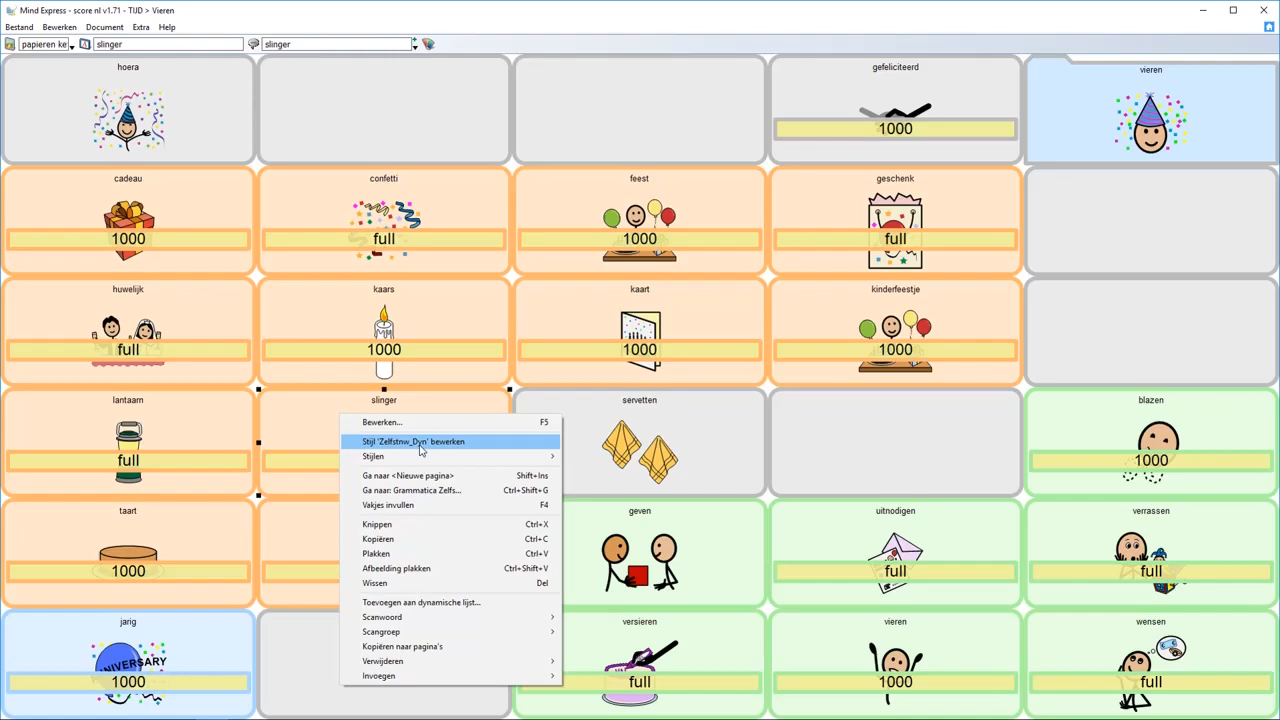 Mind Express - score nl v1.71 - TIJD > Vieren
Bestand Bewerken Document Extra Help
papieren ke slinger slinger
hoera gefeliciteerd vieren
1000
cadeau confetti feest geschenk
1000 full 1000 full
huwelijk kaars kaart kinderfeestje
full 1000 1000 1000
lantaarn slinger servetten blazen
full 1000
taart geven uitnodigen verrassen
1000 full full
jarig versieren vieren wensen
ANIVERSARY
1000 full 1000 full
Bewerken... F5
Stijl 'Zelfstnw_Dyn' bewerken
Stijlen
Ga naar <Nieuwe pagina> Shift+Ins
Ga naar: Grammatica Zelfs... Ctrl+Shift+G
Vakjes invullen F4
Knippen Ctrl+X
Kopiëren Ctrl+C
Plakken Ctrl+V
Afbeelding plakken Ctrl+Shift+V
Wissen Del
Toevoegen aan dynamische lijst...
Scanwoord
Scangroep
Kopiëren naar pagina's
Verwijderen
Invoegen